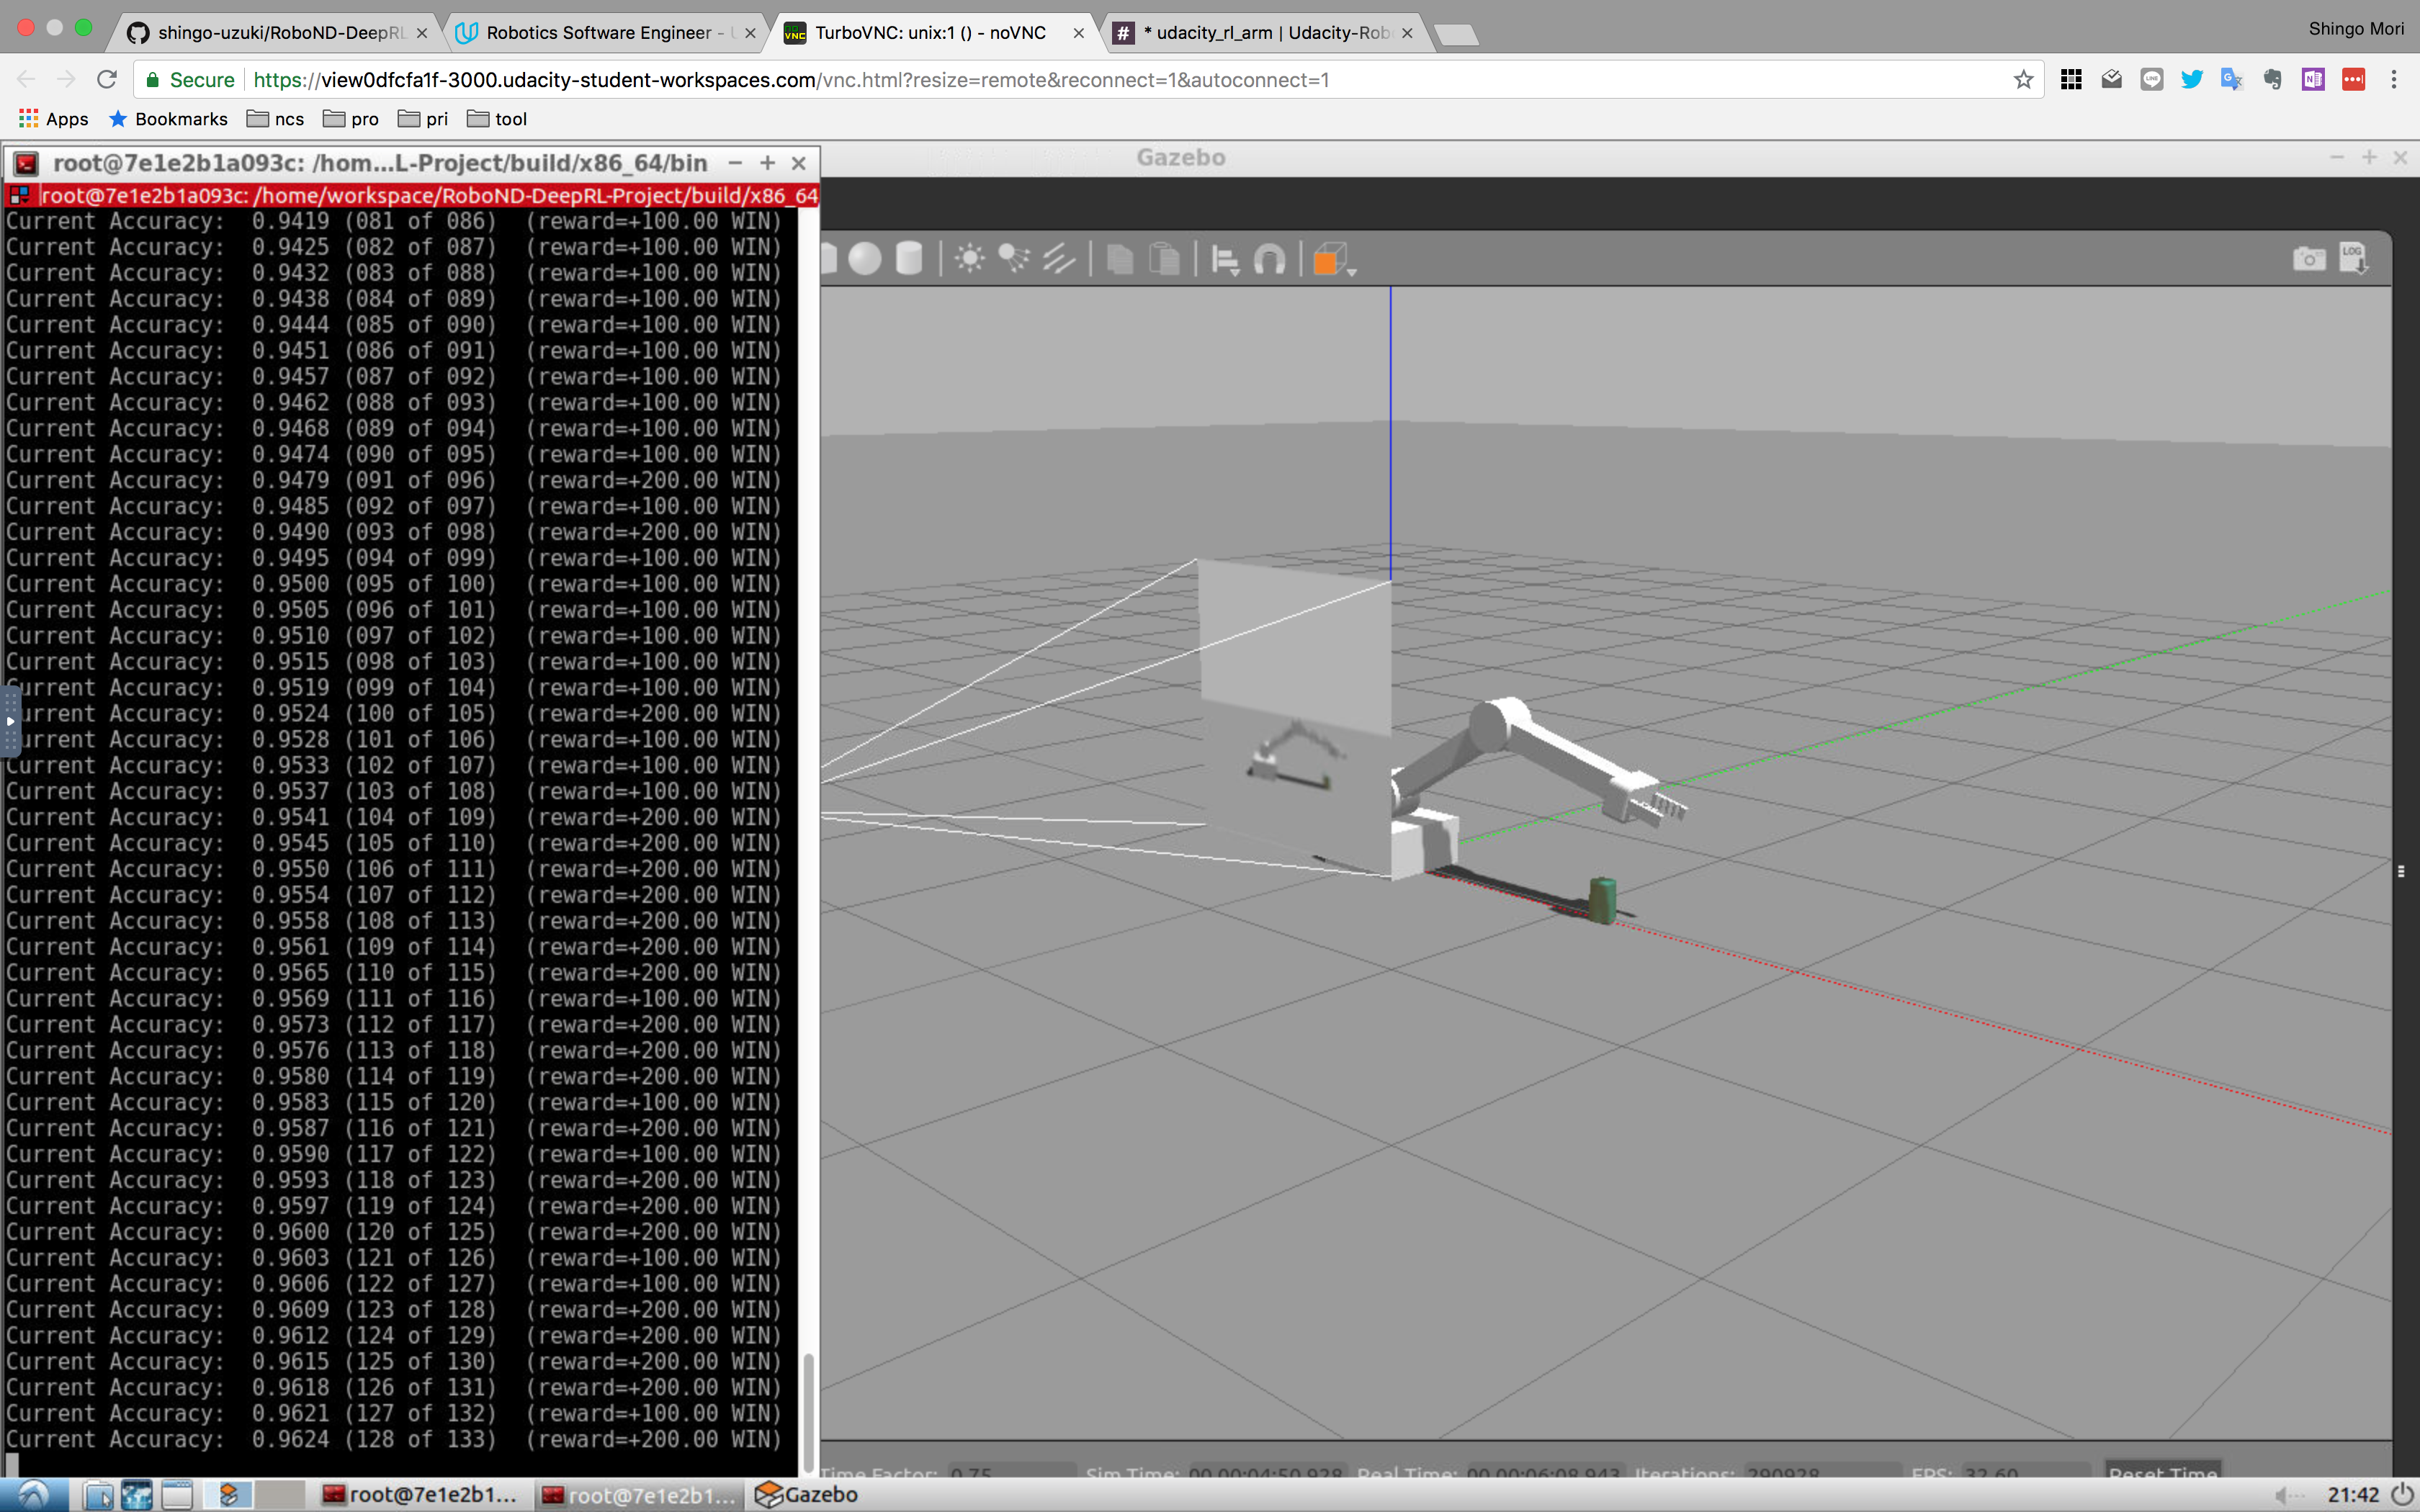 shingo-uzuki/RoboND-DeepRL
Robotics Software Engineer - U
TurboVNC: unix:1 () - noVNC
* udacity_rl_arm | Udacity-Rob
Shingo Mori
Secure https://view0dfcfa1f-3000.udacity-student-workspaces.com/vnc.html?resize=remote&reconnect=1&autoconnect=1
Apps Bookmarks ncs pro pri tool
root@7e1e2b1a093c: /hom...L-Project/build/x86_64/bin
Gazebo
root@7e1e2b1a093c: /home/workspace/RoboND-DeepRL-Project/build/x86_64
LOG
Current Accuracy: 0.9419 (081 of 086) (reward=+100.00 WIN)
Current Accuracy: 0.9425 (082 of 087) (reward=+100.00 WIN)
Current Accuracy: 0.9432 (083 of 088) (reward=+100.00 WIN)
Current Accuracy: 0.9438 (084 of 089) (reward=+100.00 WIN)
Current Accuracy: 0.9444 (085 of 090) (reward=+100.00 WIN)
Current Accuracy: 0.9451 (086 of 091) (reward=+100.00 WIN)
Current Accuracy: 0.9457 (087 of 092) (reward=+100.00 WIN)
Current Accuracy: 0.9462 (088 of 093) (reward=+100.00 WIN)
Current Accuracy: 0.9468 (089 of 094) (reward=+100.00 WIN)
Current Accuracy: 0.9474 (090 of 095) (reward=+100.00 WIN)
Current Accuracy: 0.9479 (091 of 096) (reward=+200.00 WIN)
Current Accuracy: 0.9485 (092 of 097) (reward=+100.00 WIN)
Current Accuracy: 0.9490 (093 of 098) (reward=+200.00 WIN)
Current Accuracy: 0.9495 (094 of 099) (reward=+100.00 WIN)
Current Accuracy: 0.9500 (095 of 100) (reward=+100.00 WIN)
Current Accuracy: 0.9505 (096 of 101) (reward=+100.00 WIN)
Current Accuracy: 0.9510 (097 of 102) (reward=+100.00 WIN)
Current Accuracy: 0.9515 (098 of 103) (reward=+100.00 WIN)
urrent Accuracy: 0.9519 (099 of 104) (reward=+100.00 WIN)
urrent Accuracy: 0.9524 (100 of 105) (reward=+200.00 WIN)
urrent Accuracy: 0.9528 (101 of 106) (reward=+100.00 WIN)
Current Accuracy: 0.9533 (102 of 107) (reward=+200.00 WIN)
Current Accuracy: 0.9537 (103 of 108) (reward=+100.00 WIN)
Current Accuracy: 0.9541 (104 of 109) (reward=+200.00 WIN)
Current Accuracy: 0.9545 (105 of 110) (reward=+200.00 WIN)
Current Accuracy: 0.9550 (106 of 111) (reward=+200.00 WIN)
Current Accuracy: 0.9554 (107 of 112) (reward=+200.00 WIN)
Current Accuracy: 0.9558 (108 of 113) (reward=+200.00 WIN)
Current Accuracy: 0.9561 (109 of 114) (reward=+200.00 WIN)
Current Accuracy: 0.9565 (110 of 115) (reward=+200.00 WIN)
Current Accuracy: 0.9569 (111 of 116) (reward=+100.00 WIN)
Current Accuracy: 0.9573 (112 of 117) (reward=+200.00 WIN)
Current Accuracy: 0.9576 (113 of 118) (reward=+200.00 WIN)
Current Accuracy: 0.9580 (114 of 119) (reward=+200.00 WIN)
Current Accuracy: 0.9583 (115 of 120) (reward=+100.00 WIN)
Current Accuracy: 0.9587 (116 of 121) (reward=+200.00 WIN)
Current Accuracy: 0.9590 (117 of 122) (reward=+100.00 WIN)
Current Accuracy: 0.9593 (118 of 123) (reward=+200.00 WIN)
Current Accuracy: 0.9597 (119 of 124) (reward=+200.00 WIN)
Current Accuracy: 0.9600 (120 of 125) (reward=+200.00 WIN)
Current Accuracy: 0.9603 (121 of 126) (reward=+100.00 WIN)
Current Accuracy: 0.9606 (122 of 127) (reward=+100.00 WIN)
Current Accuracy: 0.9609 (123 of 128) (reward=+200.00 WIN)
Current Accuracy: 0.9612 (124 of 129) (reward=+200.00 WIN)
Current Accuracy: 0.9615 (125 of 130) (reward=+200.00 WIN)
Current Accuracy: 0.9618 (126 of 131) (reward=+200.00 WIN)
Current Accuracy: 0.9621 (127 of 132) (reward=+100.00 WIN)
Current Accuracy: 0.9624 (128 of 133) (reward=+200.00 WIN)
Time Factor: 0.75 Sim Time: 00 00:04:50.928 Real Time: 00 00:06:08.943 Iterations: 290928 FPS: 32.60 Reset Time
root@7e1e2b1... root@7e1e2b1... Gazebo 21:42